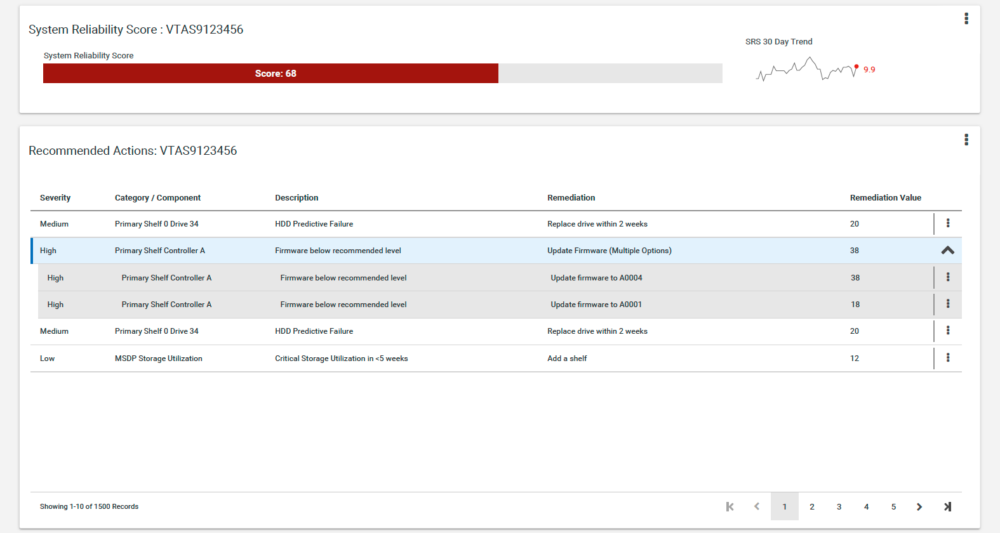 System Reliability Score : VTAS9123456
SRS 30 Day Trend
System Reliability Score
Score: 68
9.9
Recommended Actions: VTAS9123456
Severity Category / Component Description Remediation Remediation Value
Medium Primary Shelf 0 Drive 34 HDD Predictive Failure Replace drive within 2 weeks 20
High Primary Shelf Controller A Firmware below recommended level Update Firmware (Multiple Options) 38
High Primary Shelf Controller A Firmware below recommended level Update firmware to A0004 38
High Primary Shelf Controller A Firmware below recommended level Update firmware to A0001 18
Medium Primary Shelf 0 Drive 34 HDD Predictive Failure Replace drive within 2 weeks 20
Low MSDP Storage Utilization Critical Storage Utilization in <5 weeks Add a shelf 12
Showing 1-10 of 1500 Records 1 2 3 4 5